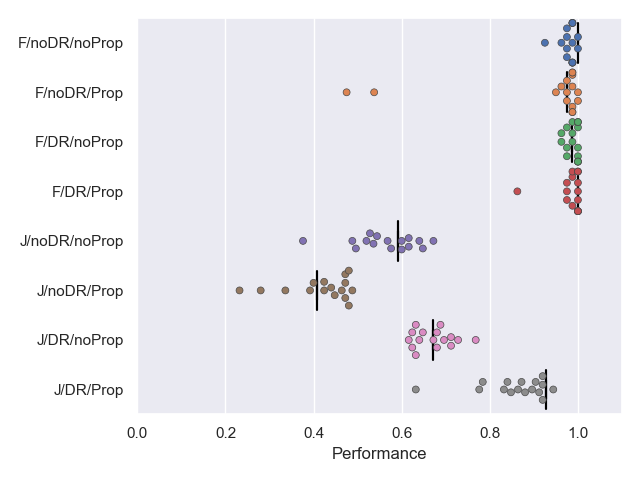 F/noDR/noProp
F/noDR/Prop
F/DR/noProp
F/DR/Prop
J/noDR/noProp
J/noDR/Prop
J/DR/noProp
J/DR/Prop
0.0 0.2 0.4 0.6 0.8 1.0
Performance